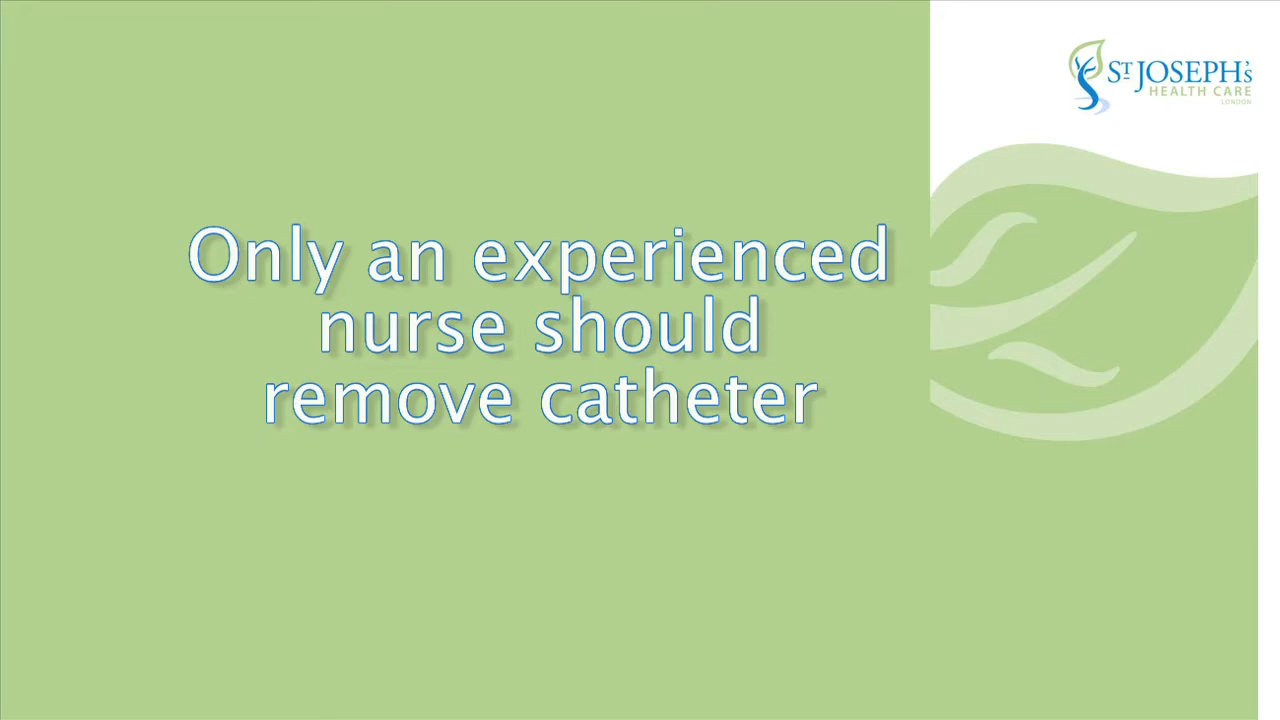 ST JOSEPH's
HEALTH CARE
LONDON
Only an experienced
nurse should
remove catheter